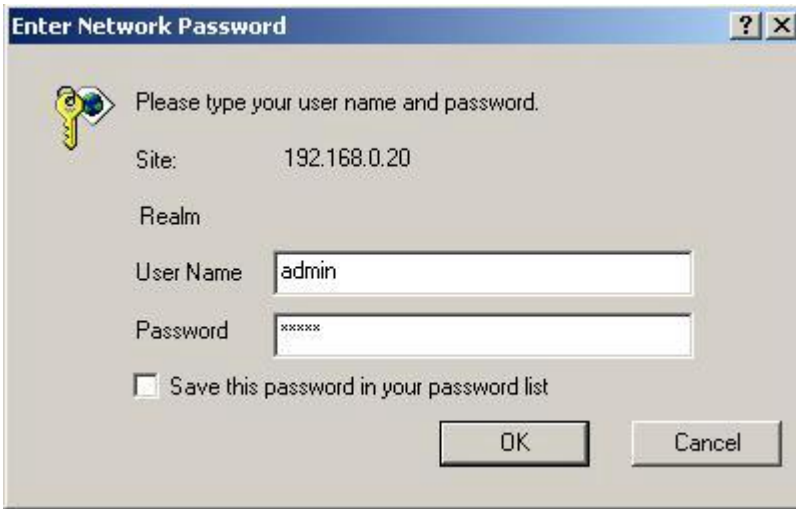 Enter Network Password
Please type your user name and password.
Site: 192.168.0.20
Realm
User Name admin
Password xxxxx
Save this password in your password list
OK Cancel